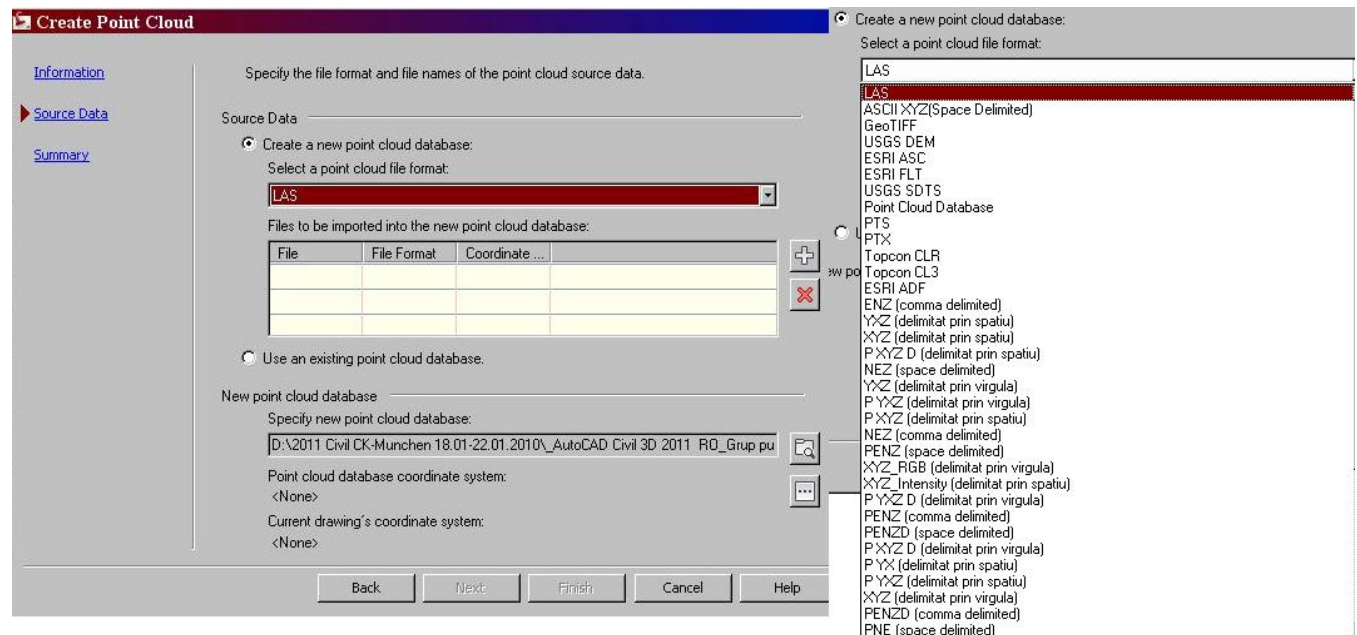 Create Point Cloud
Information
Source Data
Summary
Specify the file format and file names of the point cloud source data.
Source Data
Create a new point cloud database:
Select a point cloud file format:
LAS
Files to be imported into the new point cloud database:
File File Format Coordinate ...
Use an existing point cloud database.
New point cloud database
Specify new point cloud database:
D:\2011 Civil CK-Munchen 18.01-22.01.2010\_AutoCAD Civil 3D 2011 RO_Grup pu
Point cloud database coordinate system:
<None>
Current drawing's coordinate system:
<None>
Back Next Finish Cancel Help
Create a new point cloud database:
Select a point cloud file format:
LAS
LAS
ASCII XYZ(Space Delimited)
GeoTIFF
USGS DEM
ESRI ASC
ESRI FLT
USGS SDTS
Point Cloud Database
PTS
PTX
Topcon CLR
Topcon CL3
ESRI ADF
ENZ (comma delimited)
YXZ (delimitat prin spatiu)
XYZ (delimitat prin spatiu)
P XYZ D (delimitat prin spatiu)
NEZ (space delimited)
YXZ (delimitat prin virgula)
P YXZ (delimitat prin virgula)
P XYZ (delimitat prin spatiu)
NEZ (comma delimited)
PENZ (space delimited)
XYZ_RGB (delimitat prin virgula)
XYZ_Intensity (delimitat prin spatiu)
P YXZ D (delimitat prin virgula)
PENZ (comma delimited)
PENZD (space delimited)
P XYZ D (delimitat prin virgula)
P YX (delimitat prin spatiu)
P YXZ (delimitat prin spatiu)
XYZ (delimitat prin virgula)
PENZD (comma delimited)
PNE (space delimited)